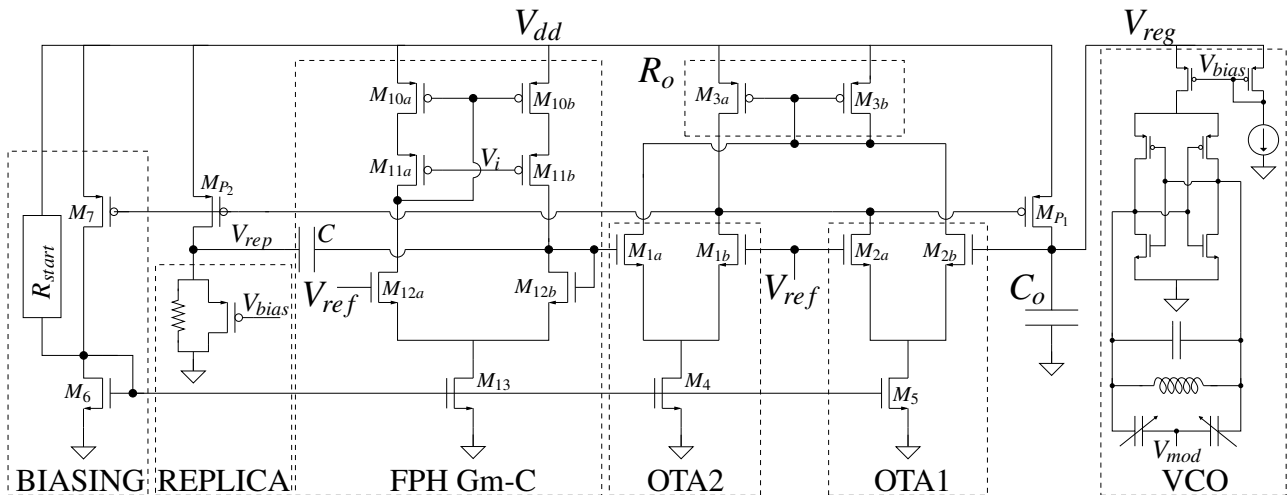 V_dd
V_reg
R_o
V_bias
M_10a
M_10b
M_3a
M_3b
M_11a
V_i
M_11b
M_7
M_P2
M_P1
R_start
V_rep
C
M_1a
M_1b
M_2a
M_2b
V_ref
M_12a
M_12b
V_ref
C_o
V_bias
M_6
M_13
M_4
M_5
V_mod
BIASING
REPLICA
FPH Gm-C
OTA2
OTA1
VCO